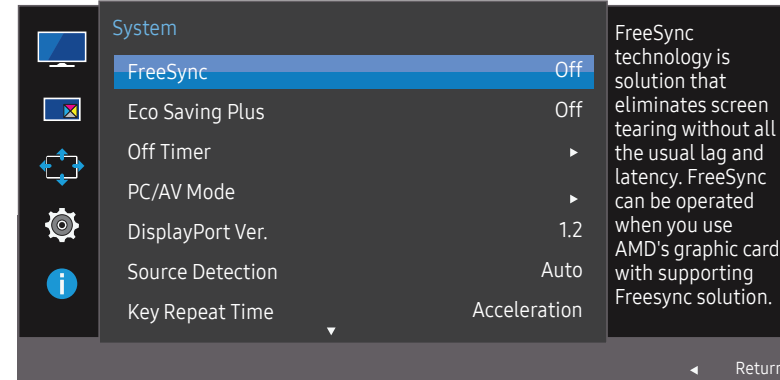 System
FreeSync Off
Eco Saving Plus Off
Off Timer
PC/AV Mode
DisplayPort Ver. 1.2
Source Detection Auto
Key Repeat Time Acceleration
FreeSync
technology is
solution that
eliminates screen
tearing without all
the usual lag and
latency. FreeSync
can be operated
when you use
AMD's graphic card
with supporting
Freesync solution.
Return